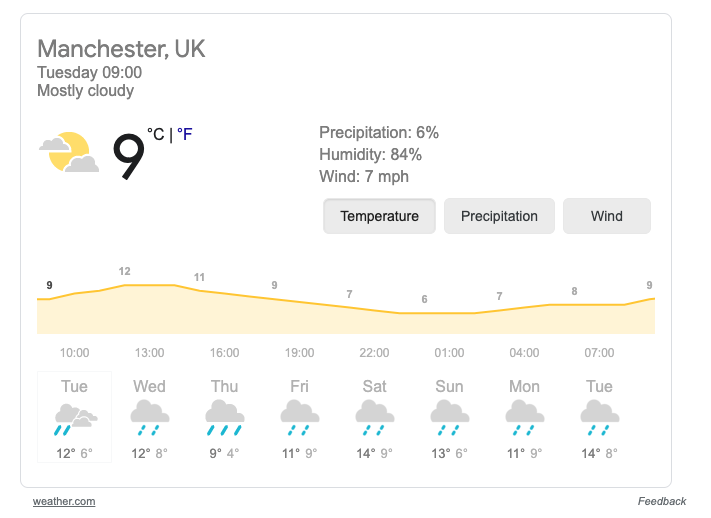 Manchester, UK
Tuesday 09:00
Mostly cloudy
9 °C | °F
Precipitation: 6%
Humidity: 84%
Wind: 7 mph
Temperature Precipitation Wind
9 12 11 9 7 6 7 8 9
10:00 13:00 16:00 19:00 22:00 01:00 04:00 07:00
Tue Wed Thu Fri Sat Sun Mon Tue
12° 6° 12° 8° 9° 4° 11° 9° 14° 9° 13° 6° 11° 9° 14° 8°
weather.com Feedback